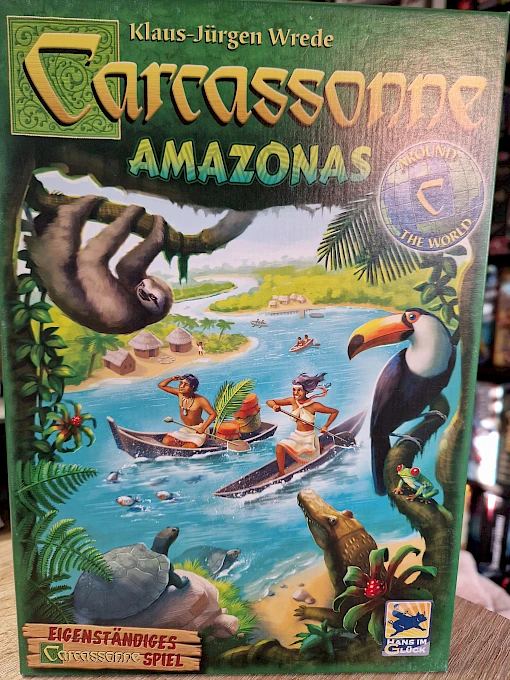 Klaus-Jürgen Wrede
Carcassonne
AMAZONAS
AROUND
C
THE WORLD
EIGENSTÄNDIGES
Carcassonne SPIEL
HANS IM
GLÜCK